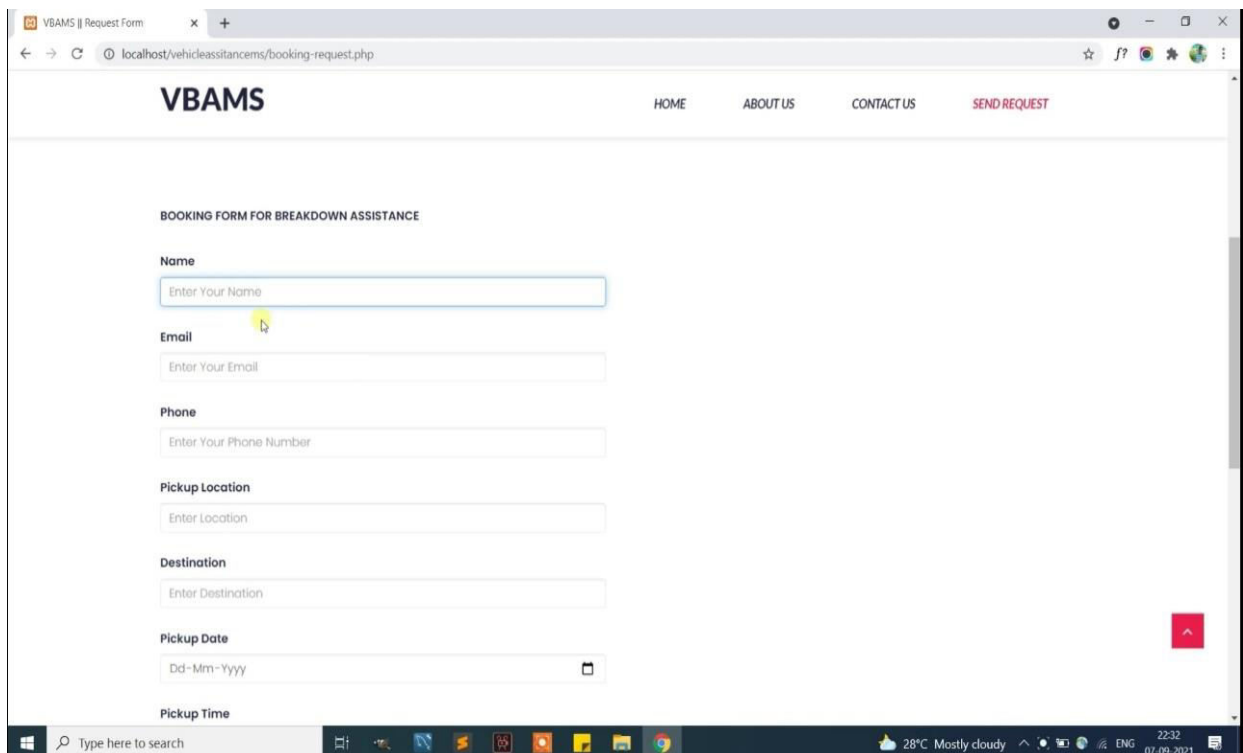 VBAMS || Request Form
localhost/vehicleassitancems/booking-request.php
f?
VBAMS
HOME ABOUT US CONTACT US SEND REQUEST
BOOKING FORM FOR BREAKDOWN ASSISTANCE
Name
Enter Your Name
Email
Enter Your Email
Phone
Enter Your Phone Number
Pickup Location
Enter Location
Destination
Enter Destination
Pickup Date
Dd-Mm-Yyyy
Pickup Time
Type here to search
28°C Mostly cloudy ENG
22:32
07-09-2021